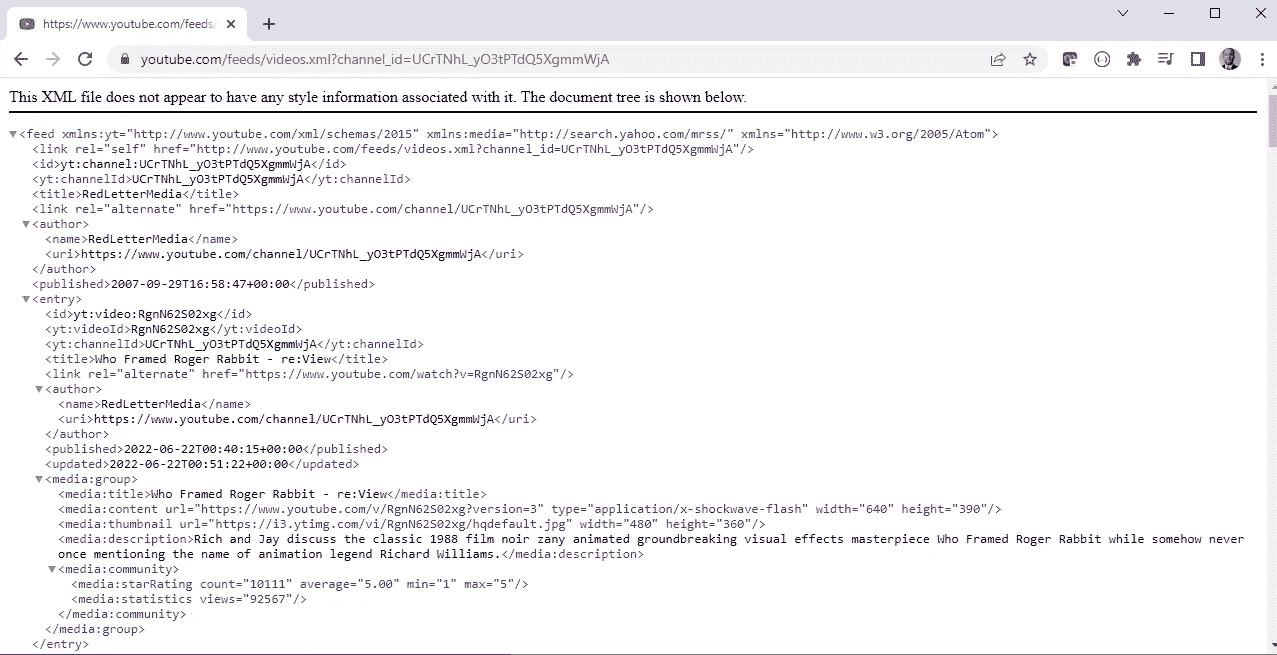 https://www.youtube.com/feeds/
youtube.com/feeds/videos.xml?channel_id=UCrTNhL_yO3tPTdQ5XgmmWjA
This XML file does not appear to have any style information associated with it. The document tree is shown below.
<feed xmlns:yt="http://www.youtube.com/xml/schemas/2015" xmlns:media="http://search.yahoo.com/mrss/" xmlns="http://www.w3.org/2005/Atom">
<link rel="self" href="http://www.youtube.com/feeds/videos.xml?channel_id=UCrTNhL_yO3tPTdQ5XgmmWjA"/>
<id>yt:channel:UCrTNhL_yO3tPTdQ5XgmmWjA</id>
<yt:channelId>UCrTNhL_yO3tPTdQ5XgmmWjA</yt:channelId>
<title>RedLetterMedia</title>
<link rel="alternate" href="https://www.youtube.com/channel/UCrTNhL_yO3tPTdQ5XgmmWjA"/>
<author>
<name>RedLetterMedia</name>
<uri>https://www.youtube.com/channel/UCrTNhL_yO3tPTdQ5XgmmWjA</uri>
</author>
<published>2007-09-29T16:58:47+00:00</published>
<entry>
<id>yt:video:RgnN62S02xg</id>
<yt:videoId>RgnN62S02xg</yt:videoId>
<yt:channelId>UCrTNhL_yO3tPTdQ5XgmmWjA</yt:channelId>
<title>Who Framed Roger Rabbit - re:View</title>
<link rel="alternate" href="https://www.youtube.com/watch?v=RgnN62S02xg"/>
<author>
<name>RedLetterMedia</name>
<uri>https://www.youtube.com/channel/UCrTNhL_yO3tPTdQ5XgmmWjA</uri>
</author>
<published>2022-06-22T00:40:15+00:00</published>
<updated>2022-06-22T00:51:22+00:00</updated>
<media:group>
<media:title>Who Framed Roger Rabbit - re:View</media:title>
<media:content url="https://www.youtube.com/v/RgnN62S02xg?version=3" type="application/x-shockwave-flash" width="640" height="390"/>
<media:thumbnail url="https://i3.ytimg.com/vi/RgnN62S02xg/hqdefault.jpg" width="480" height="360"/>
<media:description>Rich and Jay discuss the classic 1988 film noir zany animated groundbreaking visual effects masterpiece Who Framed Roger Rabbit while somehow never
once mentioning the name of animation legend Richard Williams.</media:description>
<media:community>
<media:starRating count="10111" average="5.00" min="1" max="5"/>
<media:statistics views="92567"/>
</media:community>
</media:group>
</entry>